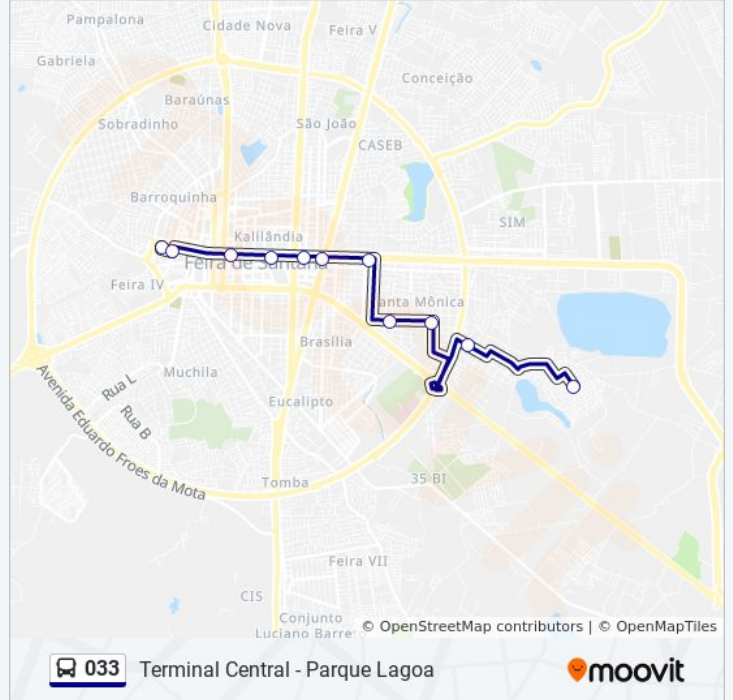 Pampalona
Cidade Nova
Feira V
Gabriela
Conceição
Baraúnas
Sobradinho
São João
CASEB
Barroquinha
SIM
Kalilândia
Feira de Santana
Feira IV
Santa Mônica
Brasília
Muchila
Rua L
Eucalipto
Rua B
Avenida Eduardo Froes da Mota
Tomba
35 BI
Feira VII
CIS
Conjunto
Luciano Barre
© OpenStreetMap contributors | © OpenMapTiles
033 Terminal Central - Parque Lagoa
moovit